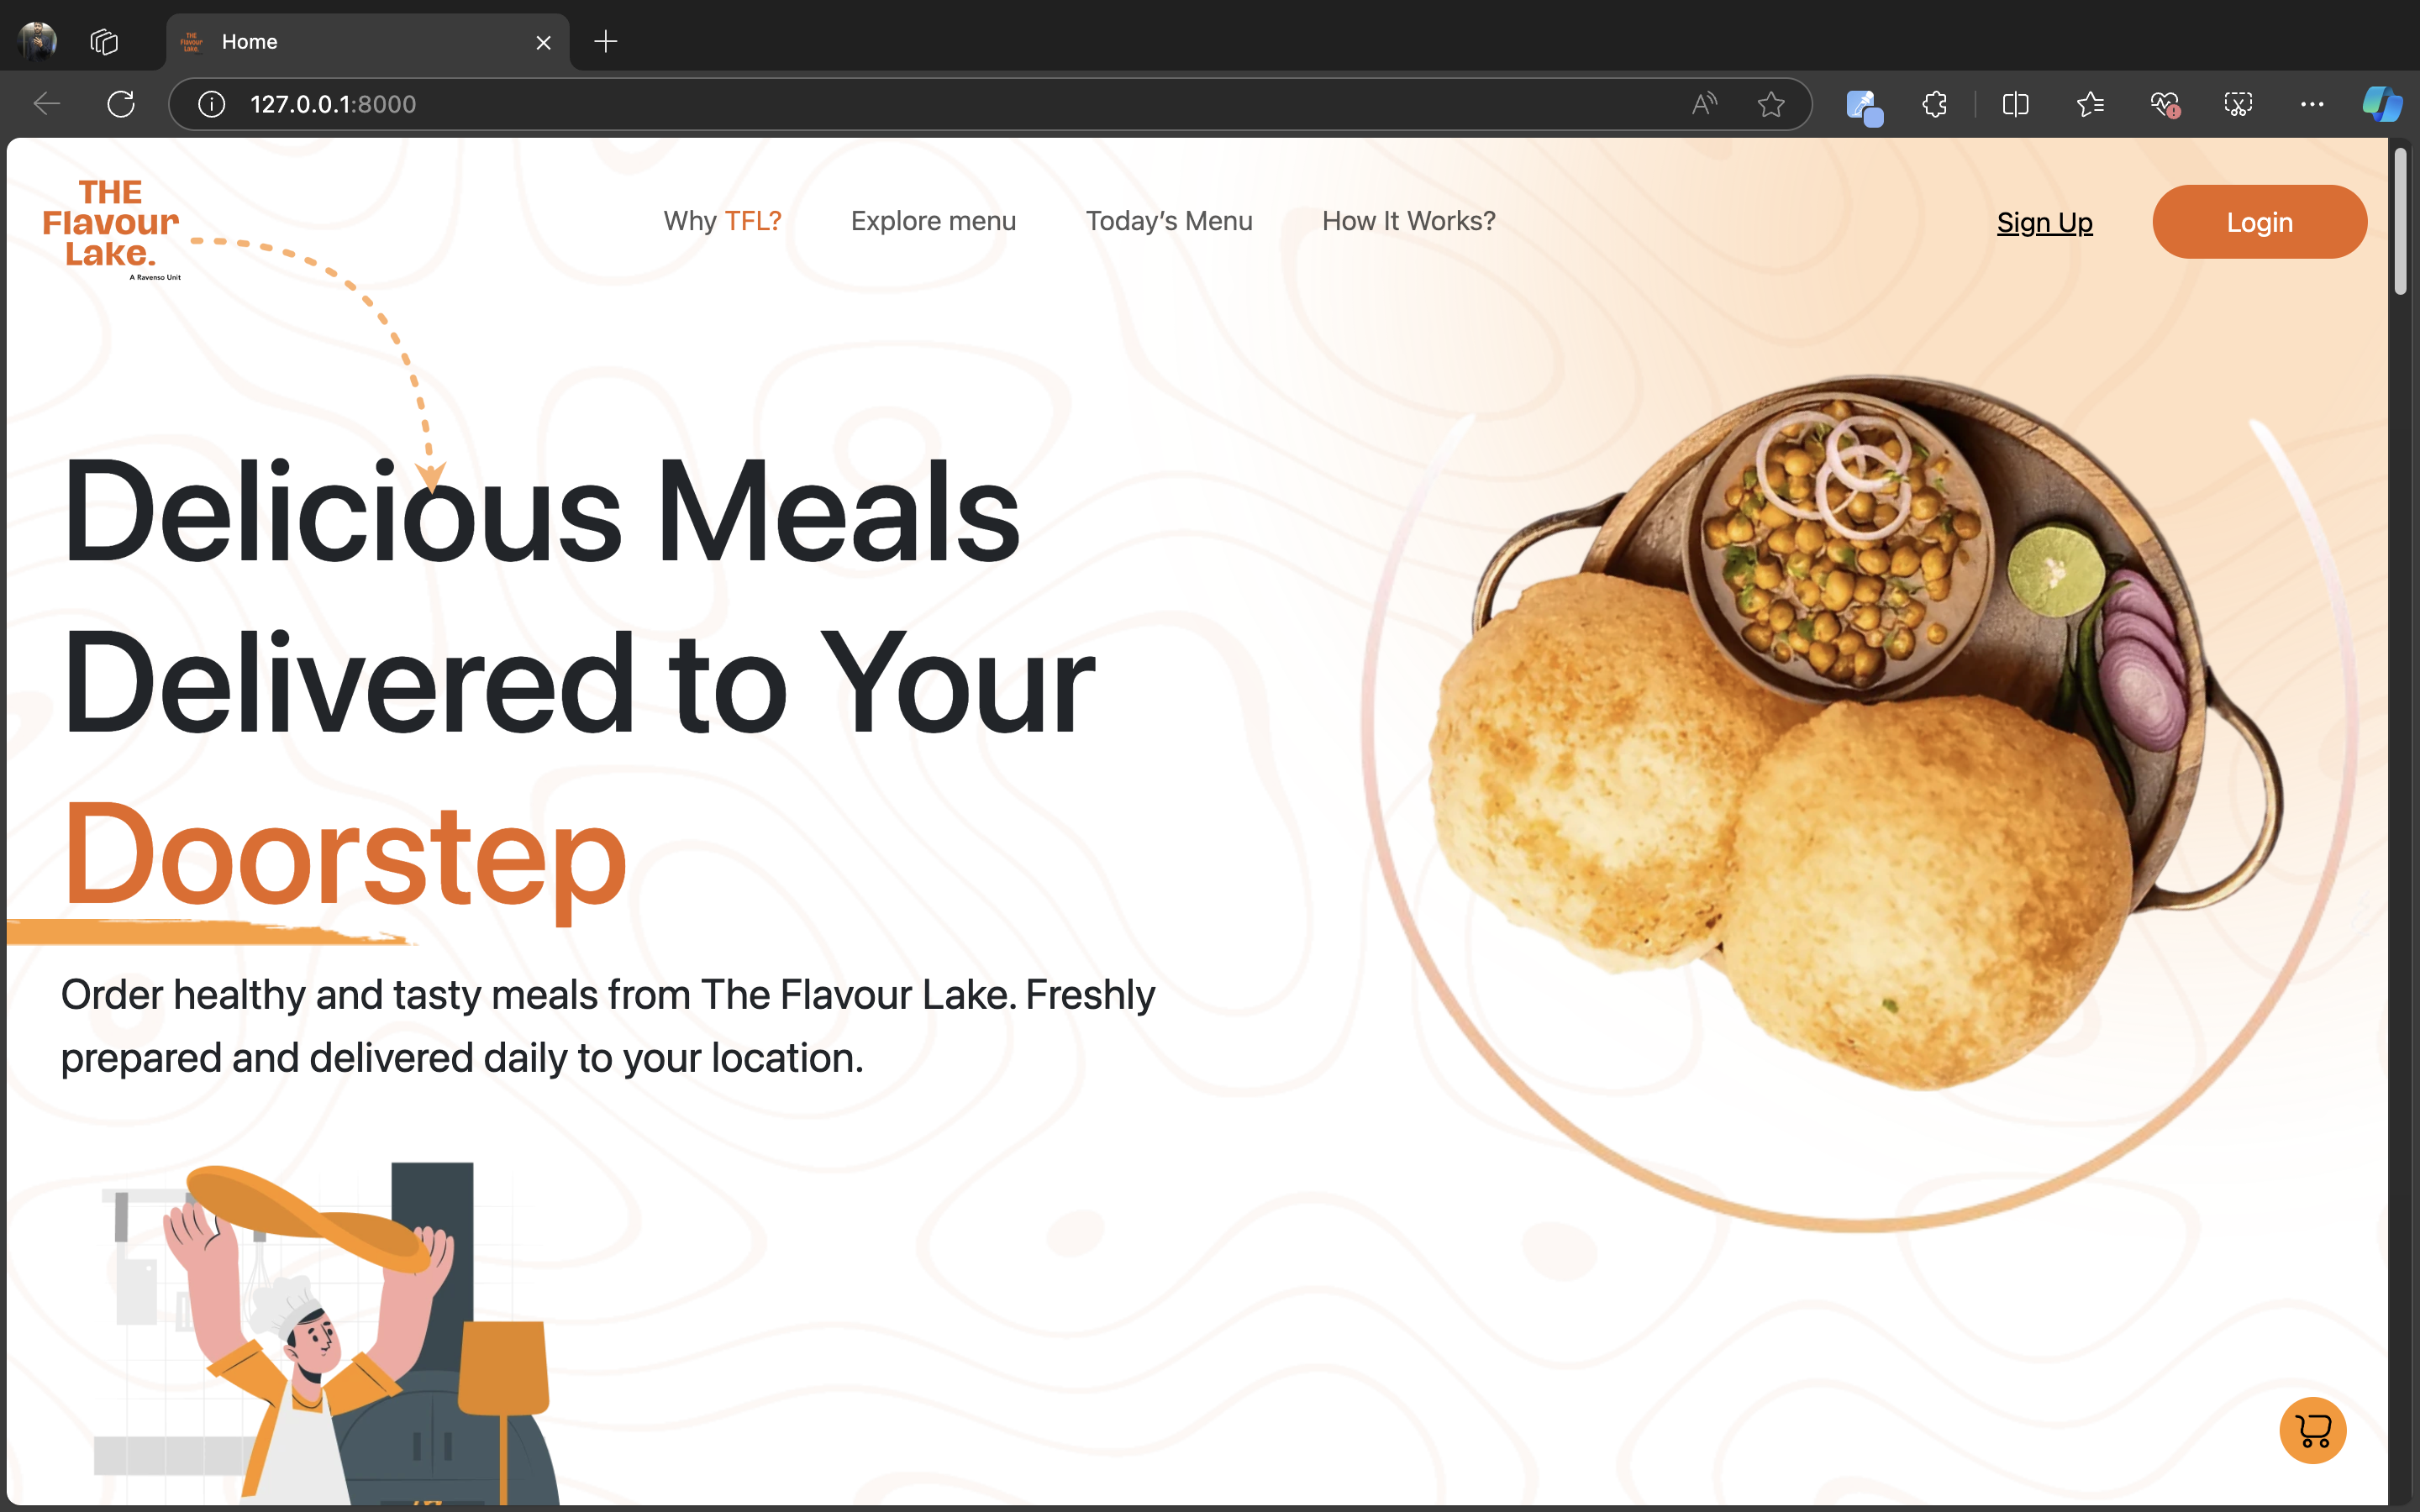 Home
127.0.0.1:8000
THE
Flavour
Lake.
A Ravenso Unit
Why TFL?
Explore menu
Today’s Menu
How It Works?
Sign Up
Login
Delicious Meals
Delivered to Your
Doorstep
Order healthy and tasty meals from The Flavour Lake. Freshly
prepared and delivered daily to your location.